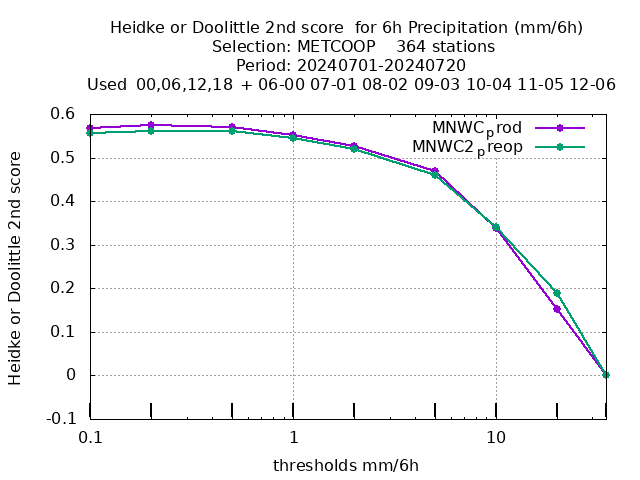 Heidke or Doolittle 2nd score  for 6h Precipitation (mm/6h)
Selection: METCOOP    364 stations
Period: 20240701-20240720
Used  00,06,12,18  + 06-00 07-01 08-02 09-03 10-04 11-05 12-06
MNWCprod
MNWC2preop
Heidke or Doolittle 2nd score
0.6
0.5
0.4
0.3
0.2
0.1
0
-0.1
0.1 1 10
thresholds mm/6h